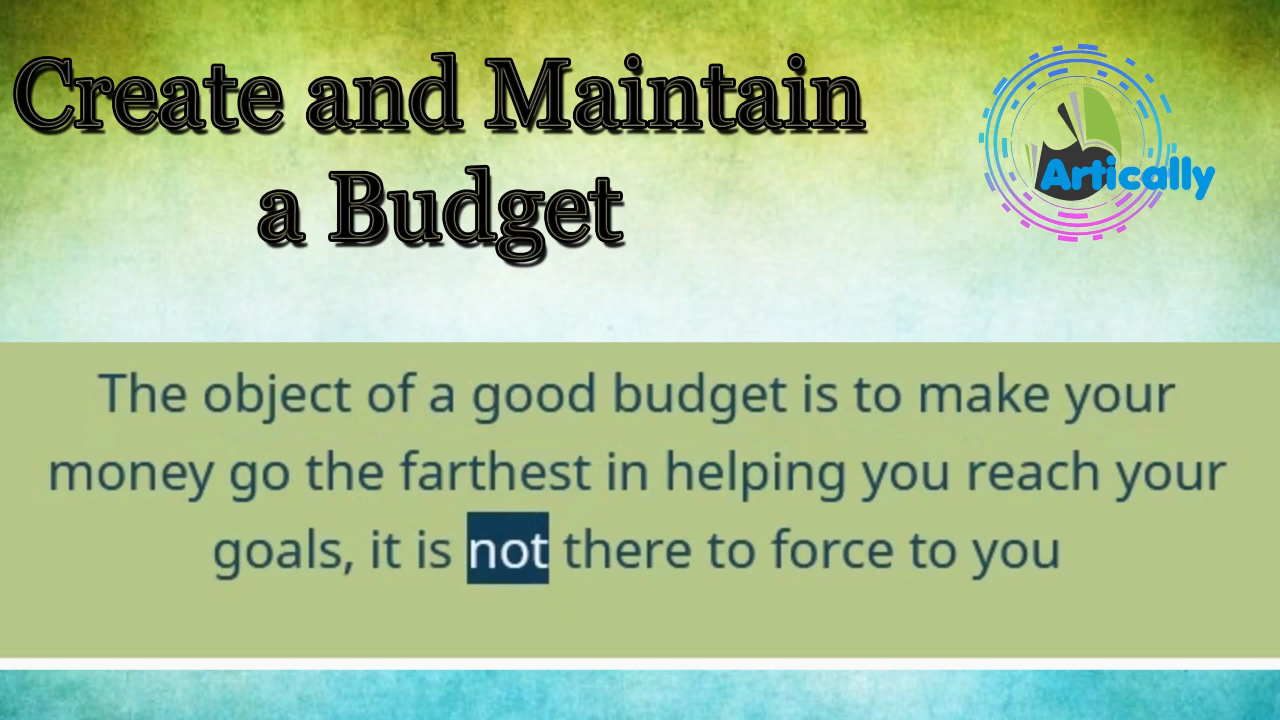 Create and Maintain
a Budget
Artically
The object of a good budget is to make your
money go the farthest in helping you reach your
goals, it is not there to force to you